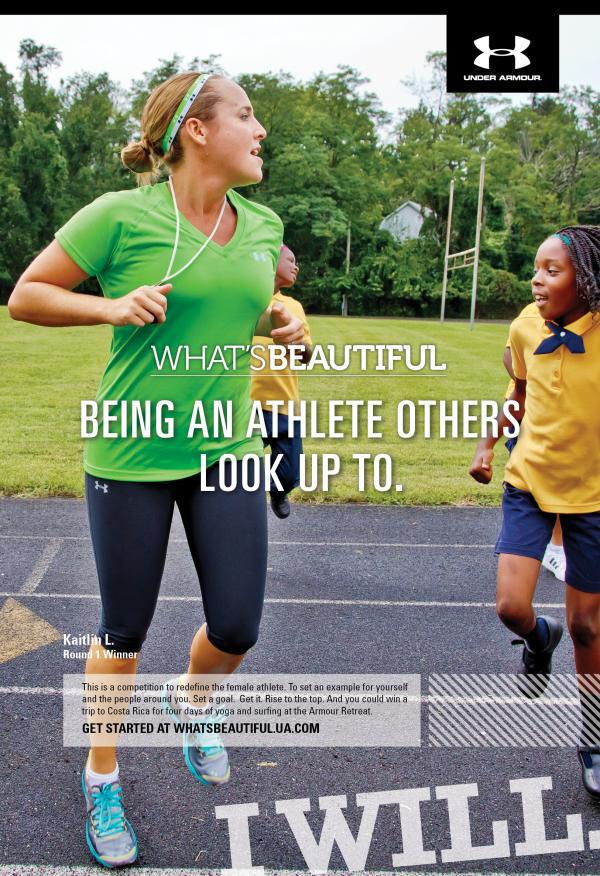 UNDER ARMOUR.
WHAT'S BEAUTIFUL
BEING AN ATHLETE OTHERS
LOOK UP TO.
Kaitlin L.
Round 1 Winner
This is a competition to redefine the female athlete. To set an example for yourself
and the people around you. Set a goal. Get it. Rise to the top. And you could win a
trip to Costa Rica for four days of yoga and surfing at the Armour Retreat.
GET STARTED AT WHATSBEAUTIFUL.UA.COM
I WILL.